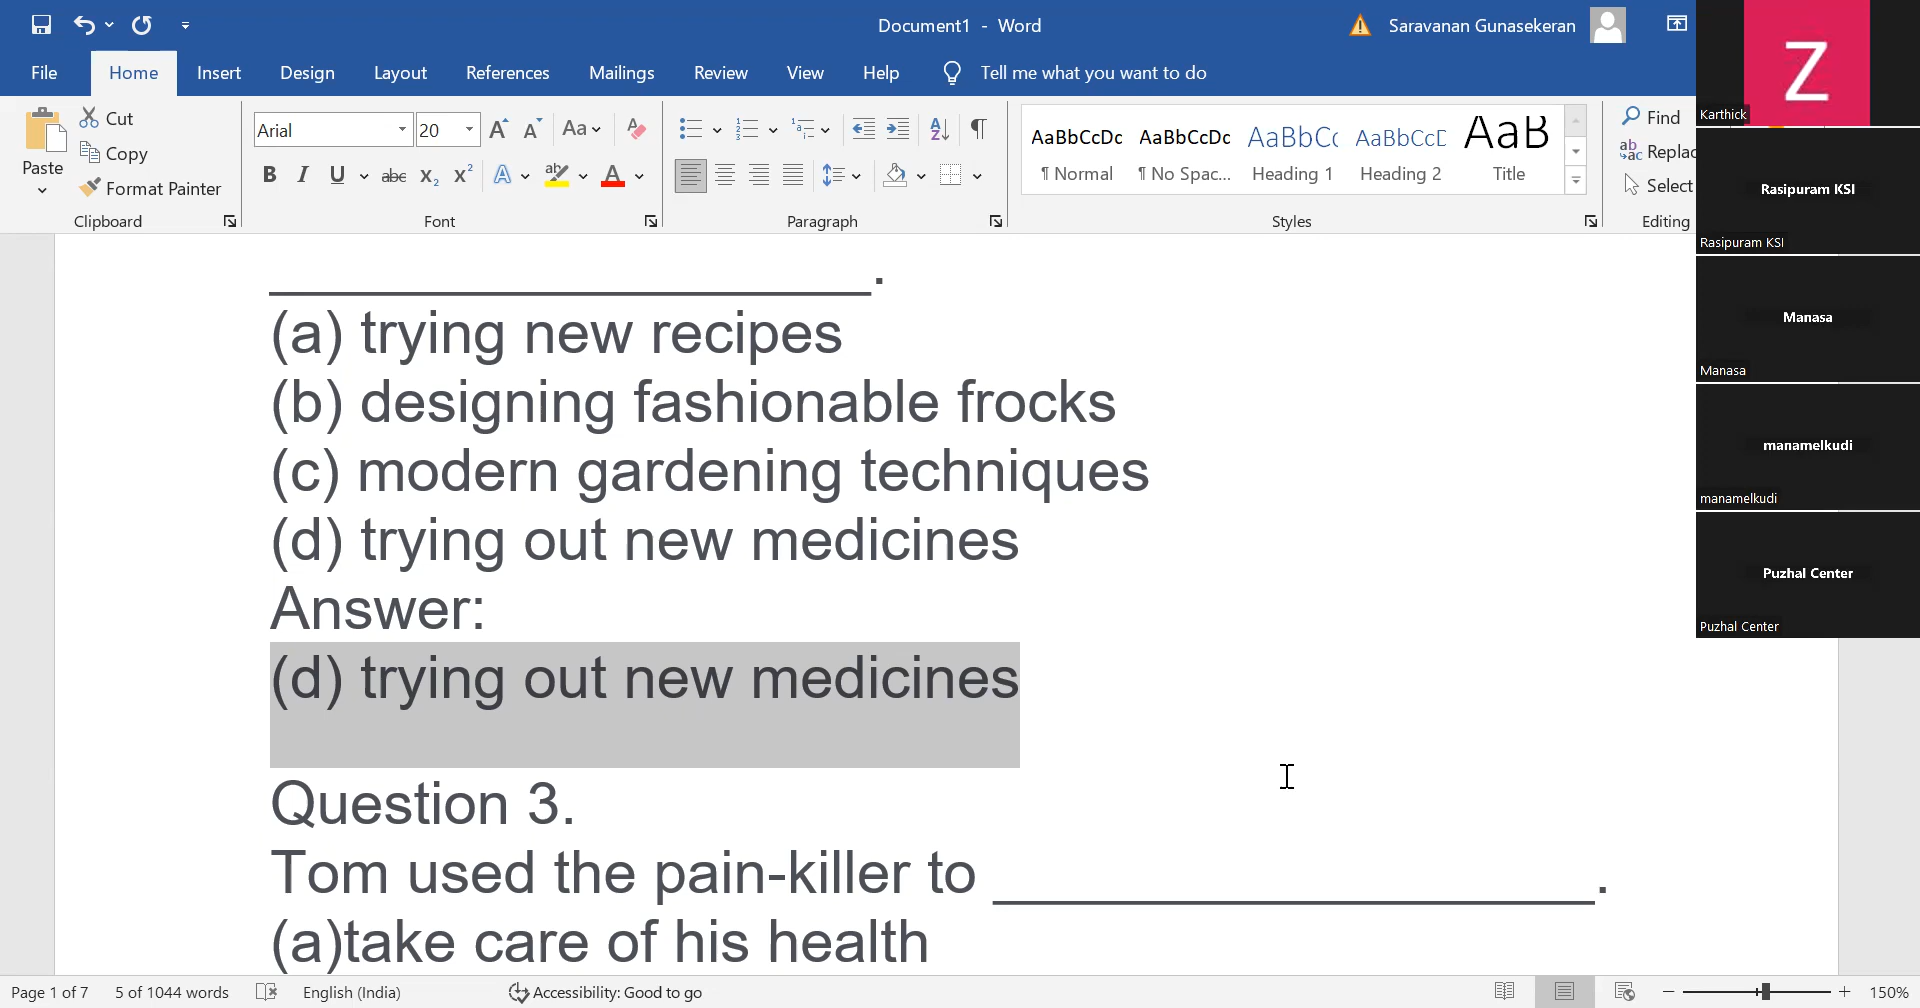 Document1 - Word
Saravanan Gunasekeran
File Home Insert Design Layout References Mailings Review View Help Tell me what you want to do
Paste
Cut
Copy
Format Painter
Clipboard
Arial 20
Font
Paragraph
AaBbCcDc AaBbCcDc AaBbCc AaBbCcD AaB
¶ Normal ¶ No Spac... Heading 1 Heading 2 Title
Styles
Find
Replac
Select
Editing
Z
Karthick
Rasipuram KSI
Rasipuram KSI
Manasa
Manasa
manamelkudi
manamelkudi
Puzhal Center
Puzhal Center
____________________.
(a) trying new recipes
(b) designing fashionable frocks
(c) modern gardening techniques
(d) trying out new medicines
Answer:
(d) trying out new medicines
Question 3.
Tom used the pain-killer to ____________________.
(a)take care of his health
Page 1 of 7 5 of 1044 words English (India) Accessibility: Good to go 150%